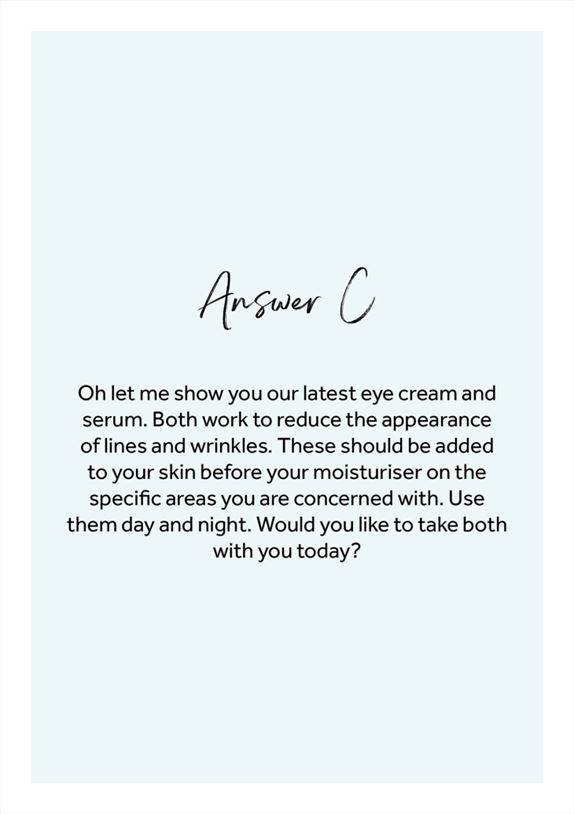 Answer C
Oh let me show you our latest eye cream and
serum. Both work to reduce the appearance
of lines and wrinkles. These should be added
to your skin before your moisturiser on the
specific areas you are concerned with. Use
them day and night. Would you like to take both
with you today?